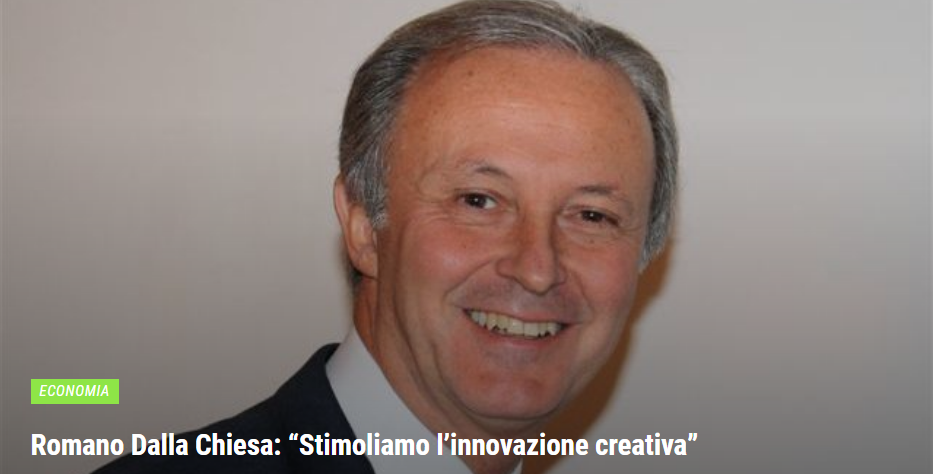 ECONOMIA
Romano Dalla Chiesa: “Stimoliamo l’innovazione creativa”